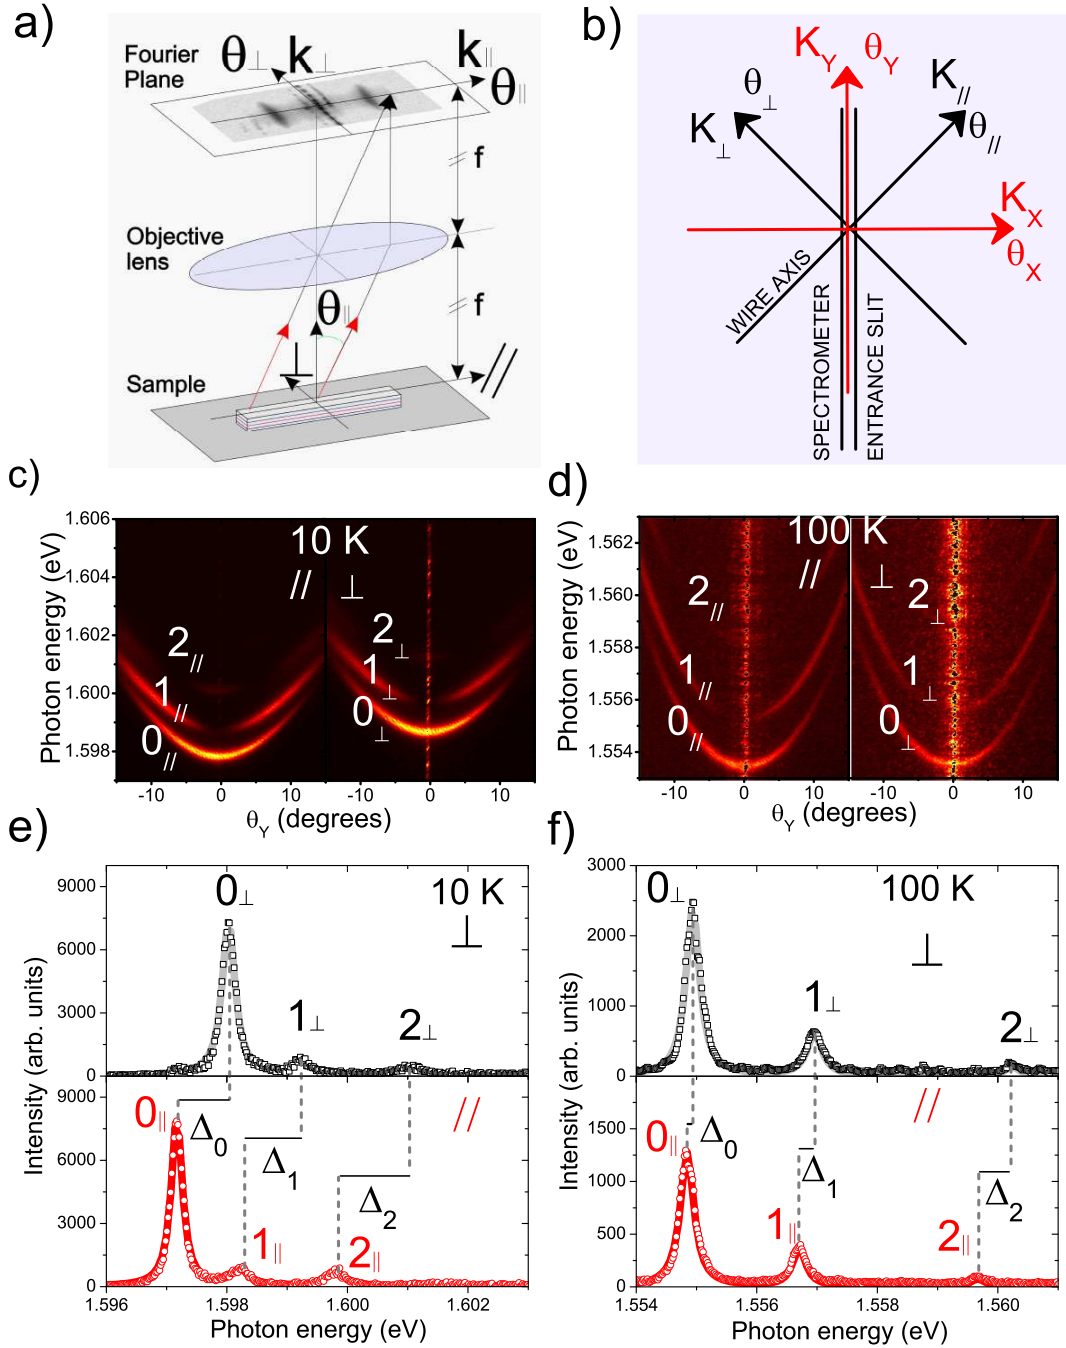 a)
Fourier
Plane
θ⊥ k⊥
k∥
θ∥
f
Objective
lens
f
θ∥
⊥
//
Sample
b)
K_Y θ_Y
θ⊥
K⊥
K//
θ//
K_X
θ_X
WIRE AXIS
SPECTROMETER
ENTRANCE SLIT
c)
Photon energy (eV)
1.606
1.604
1.602
1.600
1.598
10 K
// ⊥
2// 2⊥
1// 1⊥
0// 0⊥
-10 0 10 -10 0 10
θ_Y (degrees)
d)
Photon energy (eV)
1.562
1.560
1.558
1.556
1.554
100 K
// ⊥
2// 2⊥
1// 1⊥
0// 0⊥
-10 0 10 -10 0 10
θ_Y (degrees)
e)
Intensity (arb. units)
9000
6000
3000
0
0⊥
10 K
⊥
1⊥
2⊥
9000
6000
3000
0
0∥
Δ0
Δ1
Δ2
//
1∥
2∥
1.596 1.598 1.600 1.602
Photon energy (eV)
f)
Intensity (arb. units)
3000
2000
1000
0
0⊥
100 K
⊥
1⊥
2⊥
1500
1000
500
0
//
0∥
Δ0
Δ1
Δ2
1∥
2∥
1.554 1.556 1.558 1.560
Photon energy (eV)